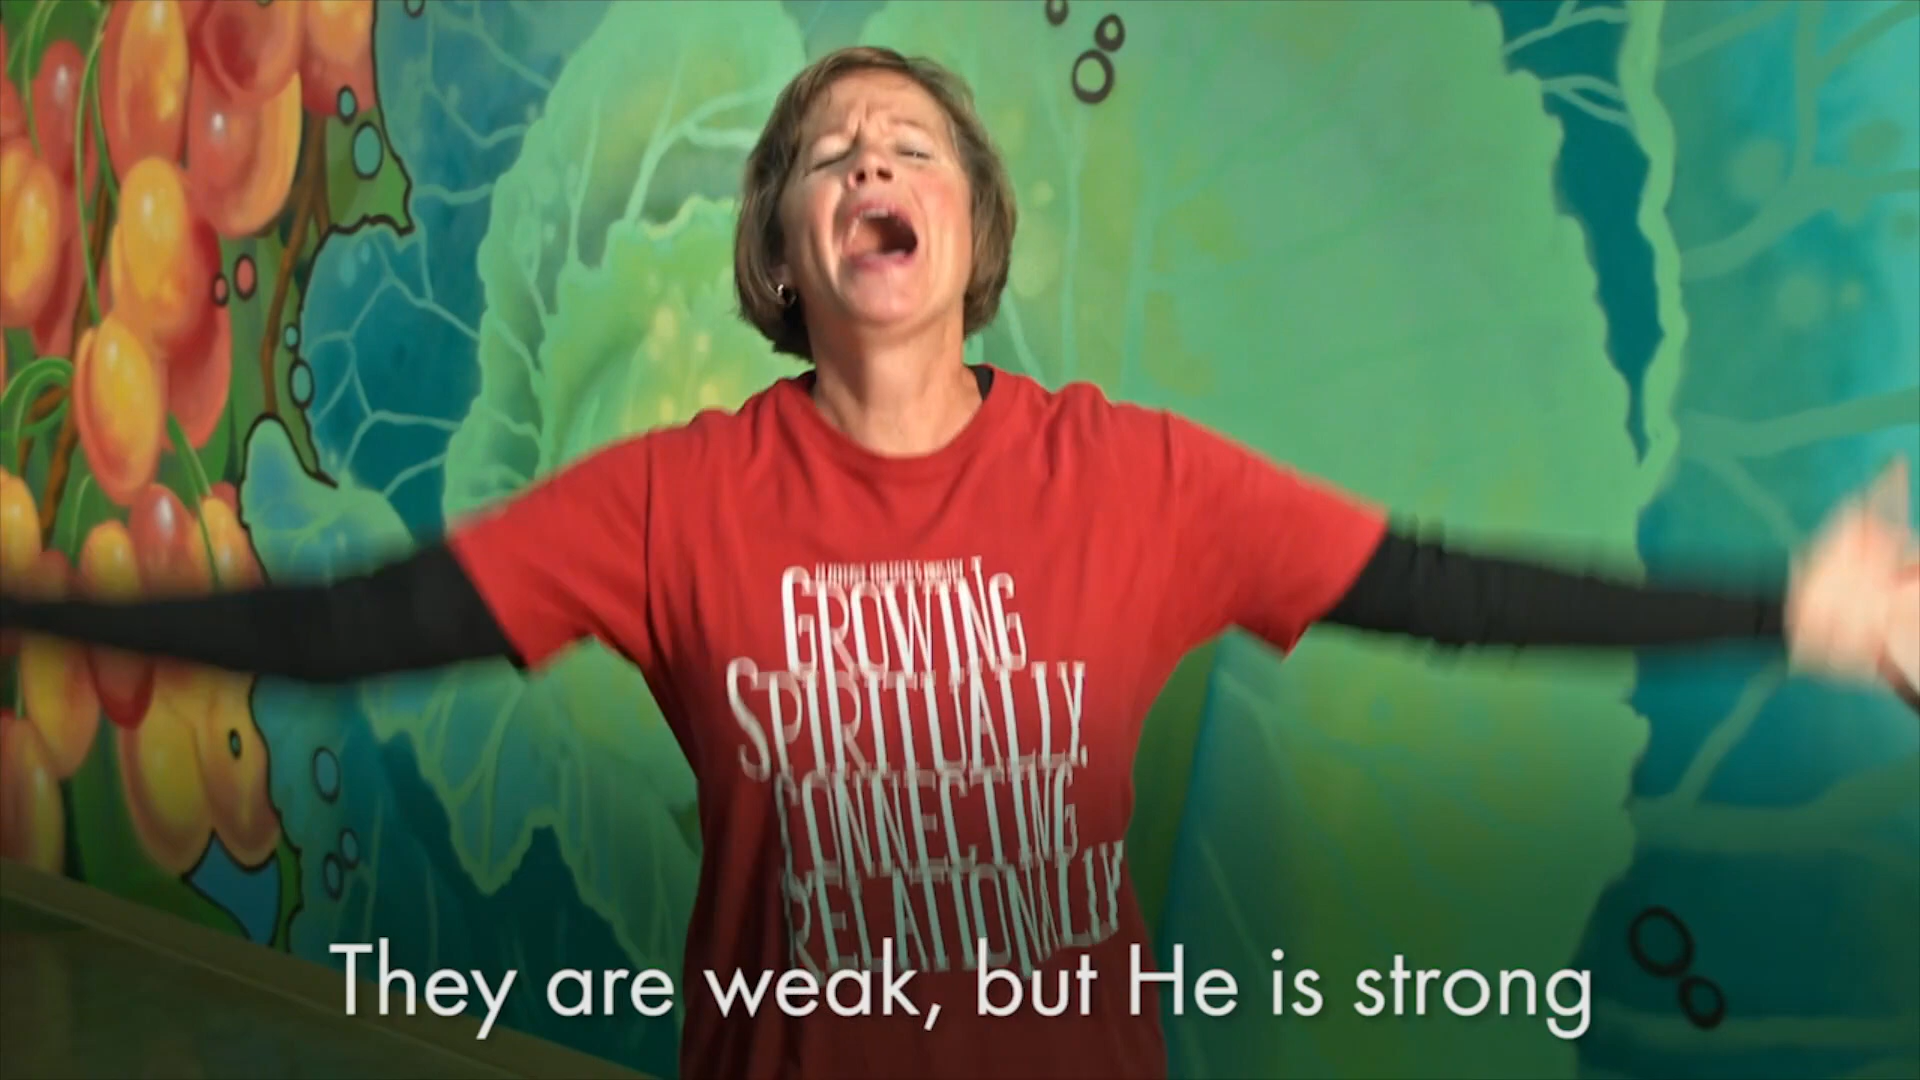 GROWING
SPIRITUALLY,
CONNECTING
RELATIONALLY
They are weak, but He is strong